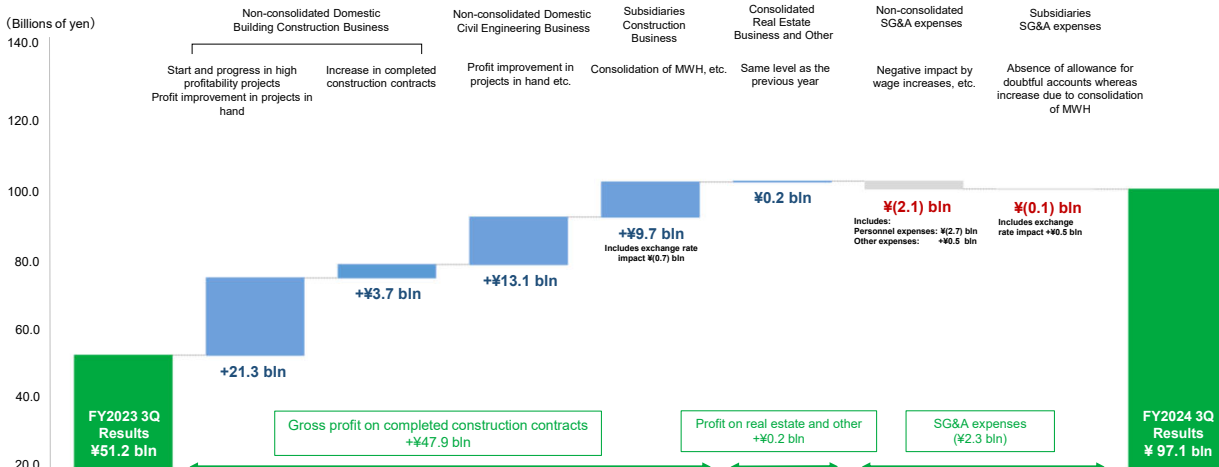 （Billions of yen)
140.0
120.0
100.0
80.0
60.0
40.0
20.0
Non-consolidated Domestic
Building Construction Business
Start and progress in high
profitability projects
Profit improvement in projects in
hand
Increase in completed
construction contracts
Non-consolidated Domestic
Civil Engineering Business
Profit improvement in
projects in hand etc.
Subsidiaries
Construction
Business
Consolidation of MWH, etc.
Consolidated
Real Estate
Business and Other
Same level as the
previous year
Non-consolidated
SG&A expenses
Negative impact by
wage increases, etc.
Subsidiaries
SG&A expenses
Absence of allowance for
doubtful accounts whereas
increase due to consolidation
of MWH
FY2023 3Q
Results
¥51.2 bln
+21.3 bln
+¥3.7 bln
+¥13.1 bln
+¥9.7 bln
Includes exchange rate
impact ¥(0.7) bln
¥0.2 bln
¥(2.1) bln
Includes:
Personnel expenses: ¥(2.7) bln
Other expenses: +¥0.5 bln
¥(0.1) bln
Includes exchange
rate impact +¥0.5 bln
FY2024 3Q
Results
¥ 97.1 bln
Gross profit on completed construction contracts
+¥47.9 bln
Profit on real estate and other
+¥0.2 bln
SG&A expenses
(¥2.3 bln)